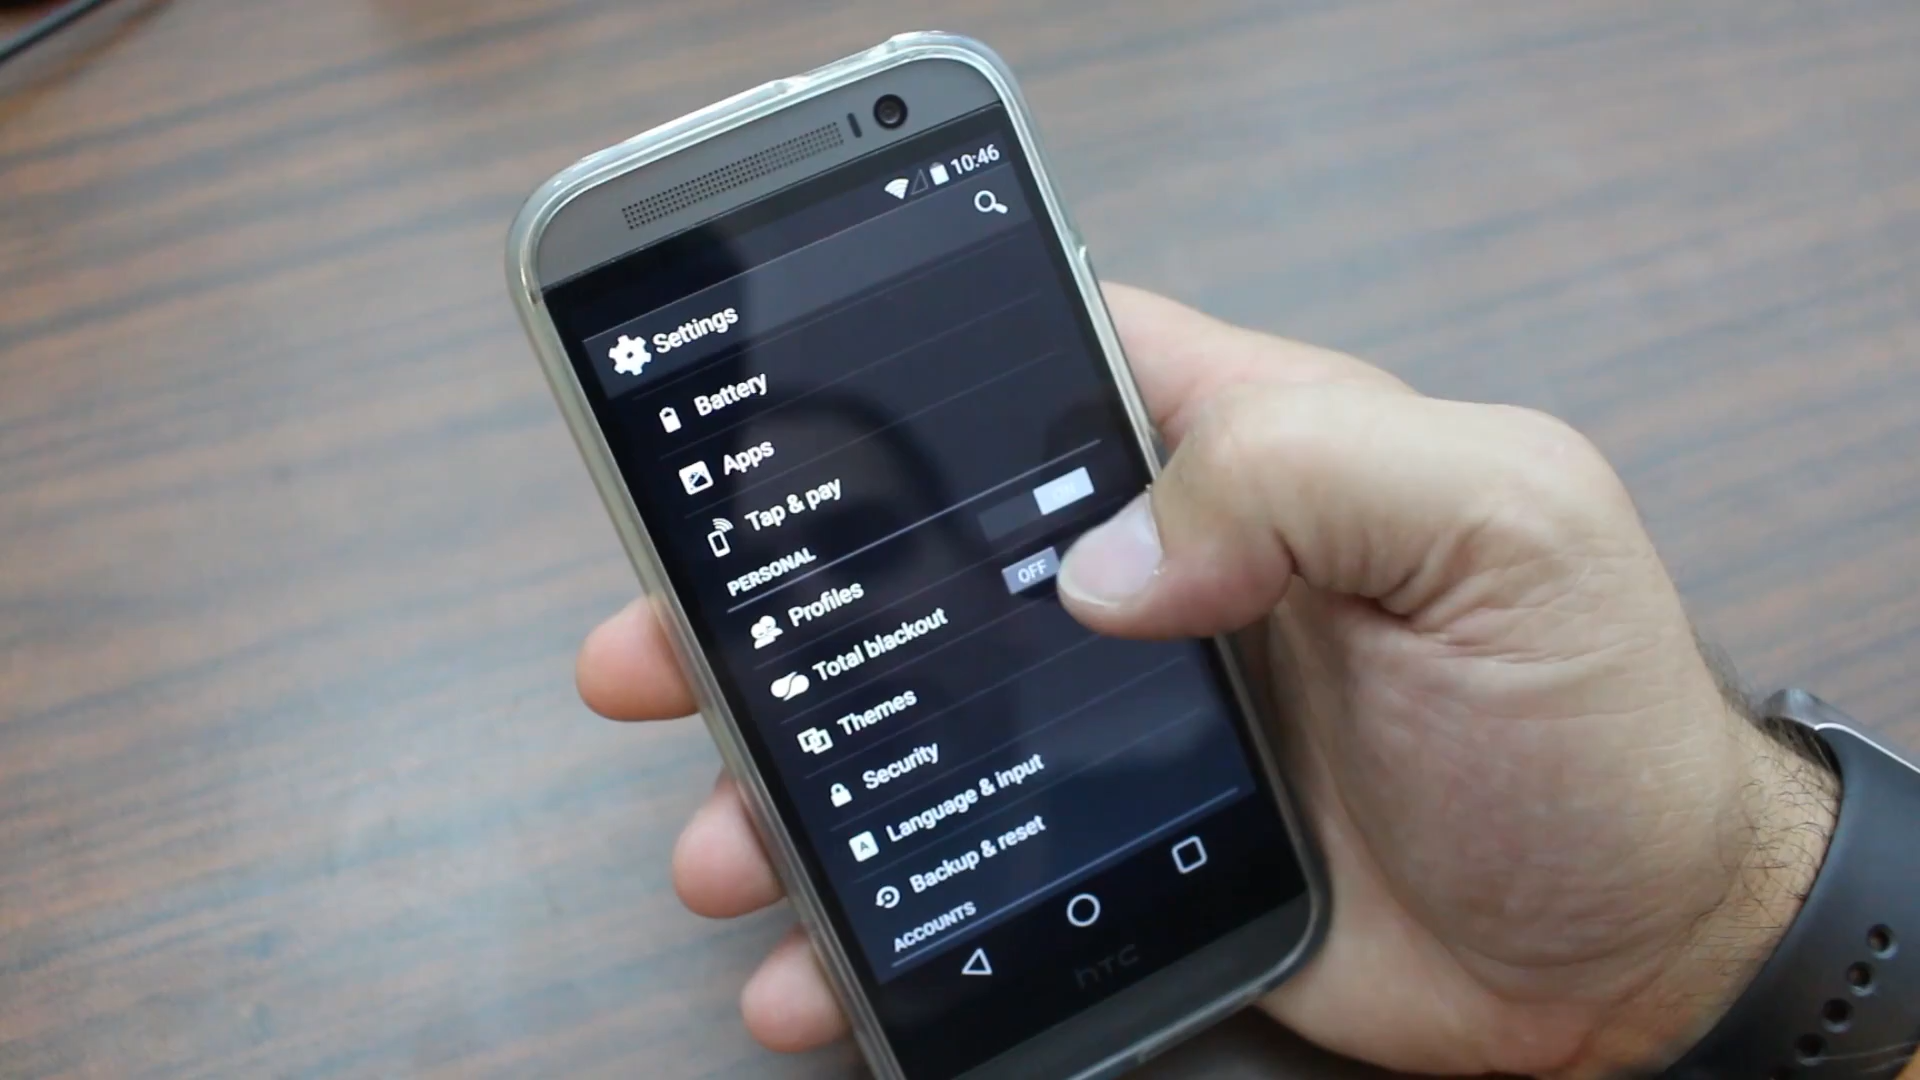 10:46
Settings
Battery
Apps
Tap & pay
PERSONAL
Profiles
ON
Total blackout
OFF
Themes
Security
Language & input
Backup & reset
ACCOUNTS
hTC